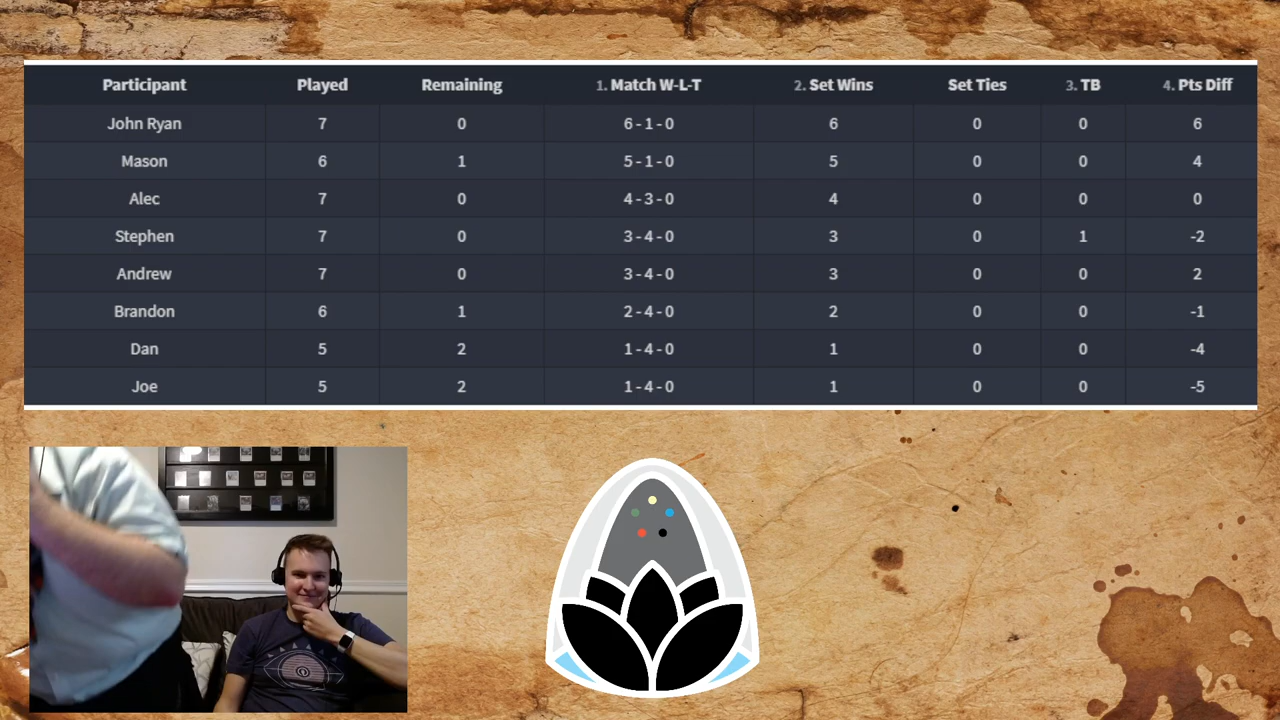 Participant Played Remaining 1. Match W-L-T 2. Set Wins Set Ties 3. TB 4. Pts Diff
John Ryan 7 0 6 - 1 - 0 6 0 0 6
Mason 6 1 5 - 1 - 0 5 0 0 4
Alec 7 0 4 - 3 - 0 4 0 0 0
Stephen 7 0 3 - 4 - 0 3 0 1 -2
Andrew 7 0 3 - 4 - 0 3 0 0 2
Brandon 6 1 2 - 4 - 0 2 0 0 -1
Dan 5 2 1 - 4 - 0 1 0 0 -4
Joe 5 2 1 - 4 - 0 1 0 0 -5